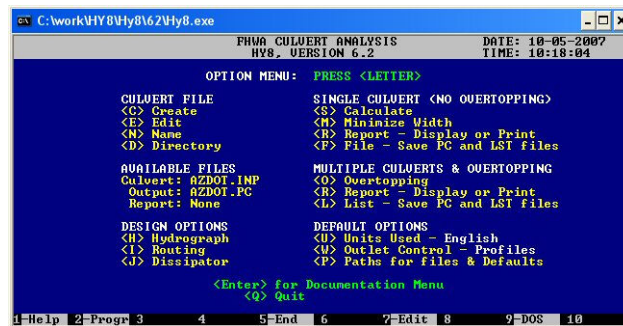 C:\work\HY8\Hy8\62\Hy8.exe
FHWA CULVERT ANALYSIS DATE: 10-05-2007
HY8, VERSION 6.2 TIME: 10:18:04
OPTION MENU: PRESS <LETTER>
CULVERT FILE SINGLE CULVERT (NO OVERTOPPING)
<C> Create <S> Calculate
<E> Edit <M> Minimize Width
<N> Name <R> Report - Display or Print
<D> Directory <F> File - Save PC and LST files
AVAILABLE FILES MULTIPLE CULVERTS & OVERTOPPING
Culvert: AZDOT.INP <O> Overtopping
Output: AZDOT.PC <R> Report - Display or Print
Report: None <L> List - Save PC and LST files
DESIGN OPTIONS DEFAULT OPTIONS
<H> Hydrograph <U> Units Used - English
<I> Routing <W> Outlet Control - Profiles
<J> Dissipator <P> Paths for files & Defaults
<Enter> for Documentation Menu
<Q> Quit
1-Help 2-Progr 3 4 5-End 6 7-Edit 8 9-DOS 10